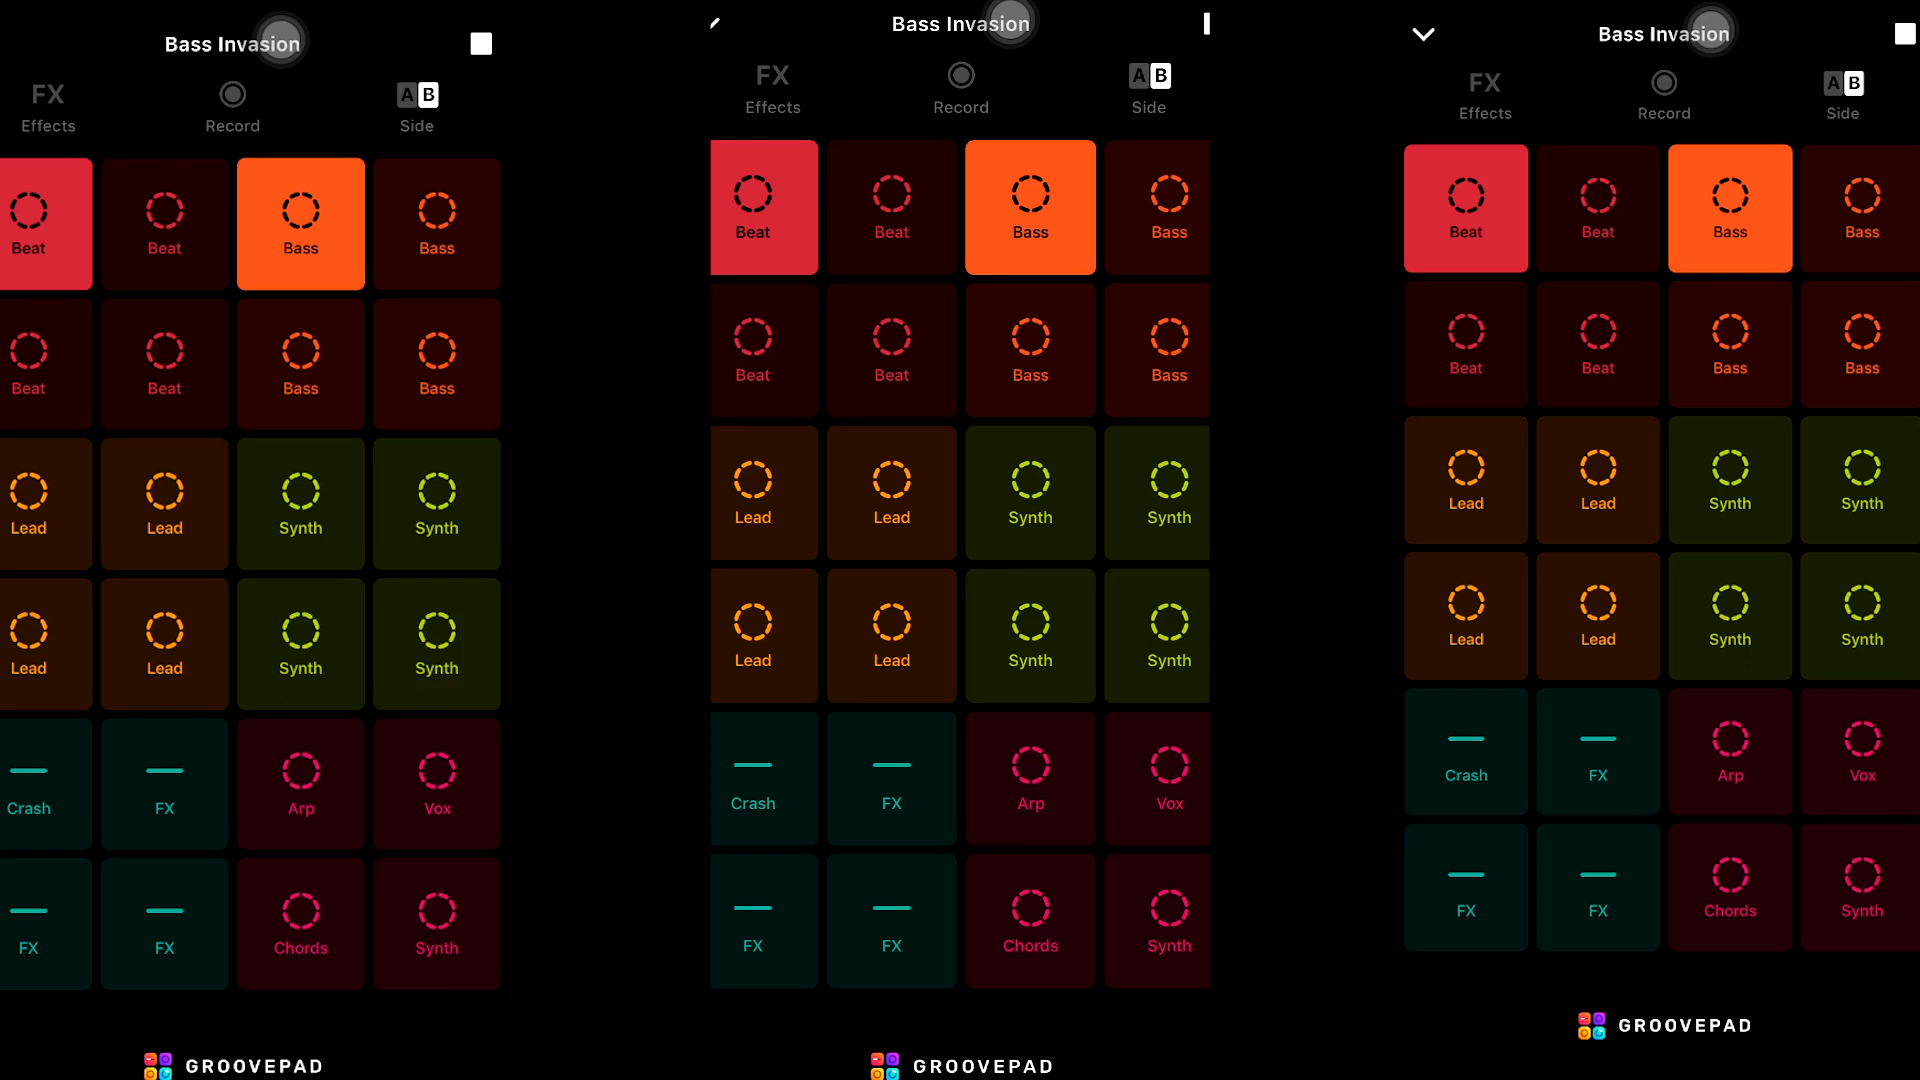 Bass Invasion
FX
A B
Effects Record Side
Beat Beat Bass Bass
Beat Beat Bass Bass
Lead Lead Synth Synth
Lead Lead Synth Synth
Crash FX Arp Vox
FX FX Chords Synth
GROOVEPAD
Bass Invasion
FX
A B
Effects Record Side
Beat Beat Bass Bass
Beat Beat Bass Bass
Lead Lead Synth Synth
Lead Lead Synth Synth
Crash FX Arp Vox
FX FX Chords Synth
GROOVEPAD
Bass Invasion
FX
A B
Effects Record Side
Beat Beat Bass Bass
Beat Beat Bass Bass
Lead Lead Synth Synth
Lead Lead Synth Synth
Crash FX Arp Vox
FX FX Chords Synth
GROOVEPAD